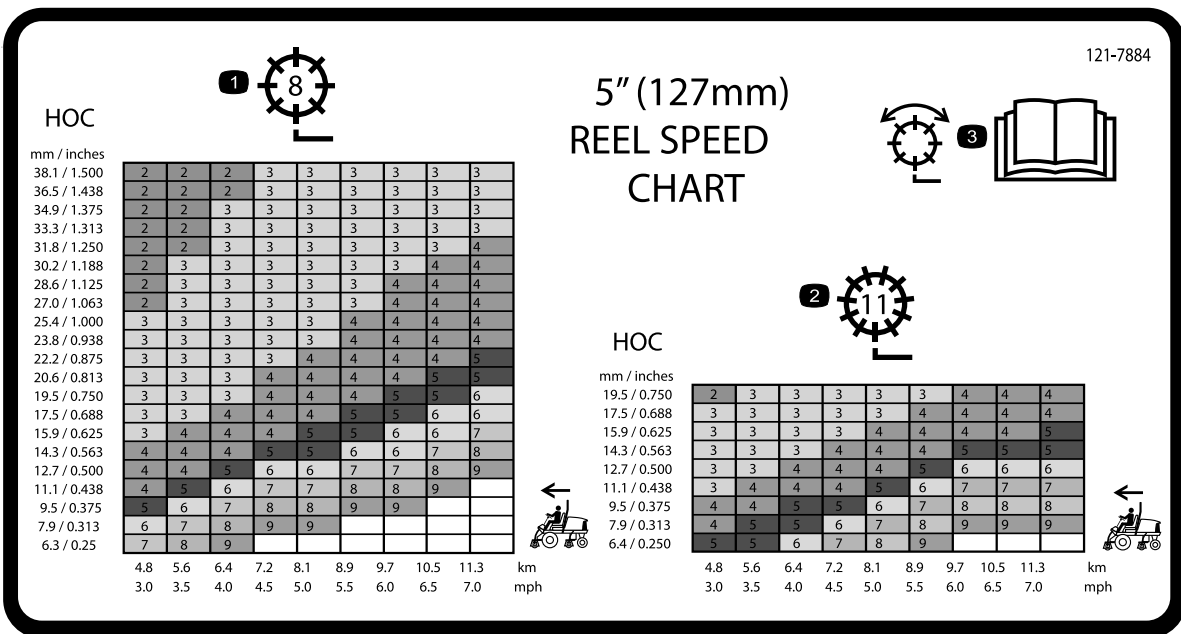 121-7884
5" (127mm)
REEL SPEED
CHART
1
8
HOC
mm / inches
38.1 / 1.500 2 2 2 3 3 3 3 3 3
36.5 / 1.438 2 2 2 3 3 3 3 3 3
34.9 / 1.375 2 2 3 3 3 3 3 3 3
33.3 / 1.313 2 2 3 3 3 3 3 3 3
31.8 / 1.250 2 2 3 3 3 3 3 3 4
30.2 / 1.188 2 3 3 3 3 3 3 4 4
28.6 / 1.125 2 3 3 3 3 3 4 4 4
27.0 / 1.063 2 3 3 3 3 3 4 4 4
25.4 / 1.000 3 3 3 3 3 4 4 4 4
23.8 / 0.938 3 3 3 3 3 4 4 4 4
22.2 / 0.875 3 3 3 3 4 4 4 4 5
20.6 / 0.813 3 3 3 4 4 4 4 5 5
19.5 / 0.750 3 3 3 4 4 4 5 5 6
17.5 / 0.688 3 3 4 4 4 5 5 6 6
15.9 / 0.625 3 4 4 4 5 5 6 6 7
14.3 / 0.563 4 4 4 5 5 6 6 7 8
12.7 / 0.500 4 4 5 6 6 7 7 8 9
11.1 / 0.438 4 5 6 7 7 8 8 9
9.5 / 0.375 5 6 7 8 8 9 9
7.9 / 0.313 6 7 8 9 9
6.3 / 0.25 7 8 9
4.8 5.6 6.4 7.2 8.1 8.9 9.7 10.5 11.3 km
3.0 3.5 4.0 4.5 5.0 5.5 6.0 6.5 7.0 mph
3
2
11
HOC
mm / inches
19.5 / 0.750 2 3 3 3 3 3 4 4 4
17.5 / 0.688 3 3 3 3 3 4 4 4 4
15.9 / 0.625 3 3 3 3 4 4 4 4 5
14.3 / 0.563 3 3 3 4 4 4 5 5 5
12.7 / 0.500 3 3 4 4 4 5 6 6 6
11.1 / 0.438 3 4 4 4 5 6 7 7 7
9.5 / 0.375 4 4 5 5 6 7 8 8 8
7.9 / 0.313 4 5 5 6 7 8 9 9 9
6.4 / 0.250 5 5 6 7 8 9
4.8 5.6 6.4 7.2 8.1 8.9 9.7 10.5 11.3 km
3.0 3.5 4.0 4.5 5.0 5.5 6.0 6.5 7.0 mph